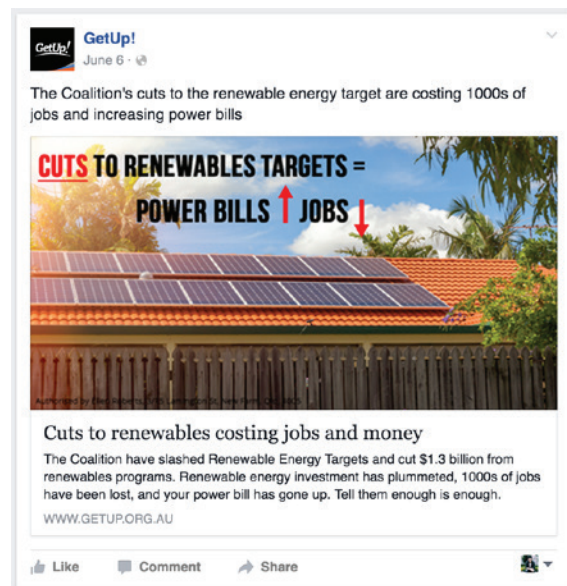 GetUp!
GetUp!
June 6
The Coalition's cuts to the renewable energy target are costing 1000s of
jobs and increasing power bills
CUTS TO RENEWABLES TARGETS =
POWER BILLS ↑ JOBS ↓
Authorised by Ellen Roberts,
Cuts to renewables costing jobs and money
The Coalition have slashed Renewable Energy Targets and cut $1.3 billion from
renewables programs. Renewable energy investment has plummeted, 1000s of jobs
have been lost, and your power bill has gone up. Tell them enough is enough.
WWW.GETUP.ORG.AU
Like Comment Share